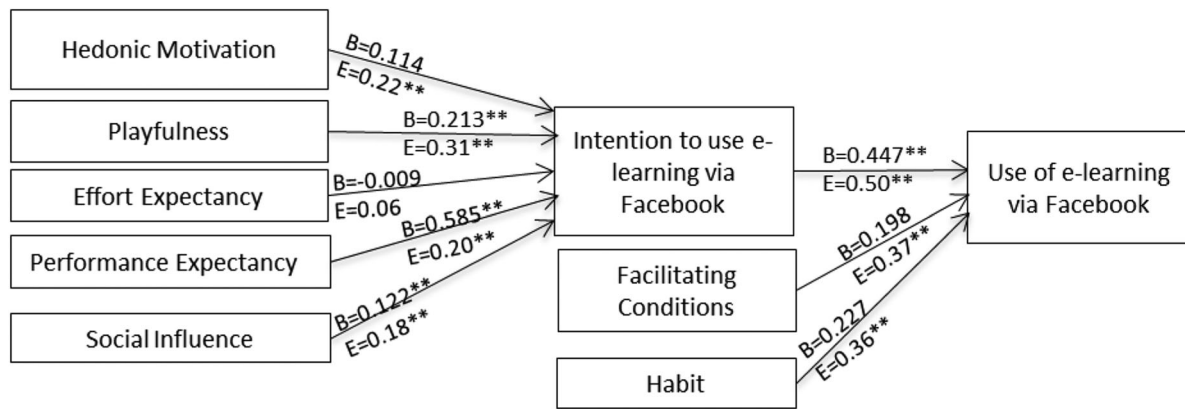 Hedonic Motivation
B=0.114
E=0.22**
Playfulness
B=0.213**
E=0.31**
Effort Expectancy
B=-0.009
E=0.06
Performance Expectancy
B=0.585**
E=0.20**
Social Influence
B=0.122**
E=0.18**
Intention to use e-
learning via
Facebook
B=0.447**
E=0.50**
Facilitating
Conditions
B=0.198
E=0.37**
Habit
B=0.227
E=0.36**
Use of e-learning
via Facebook